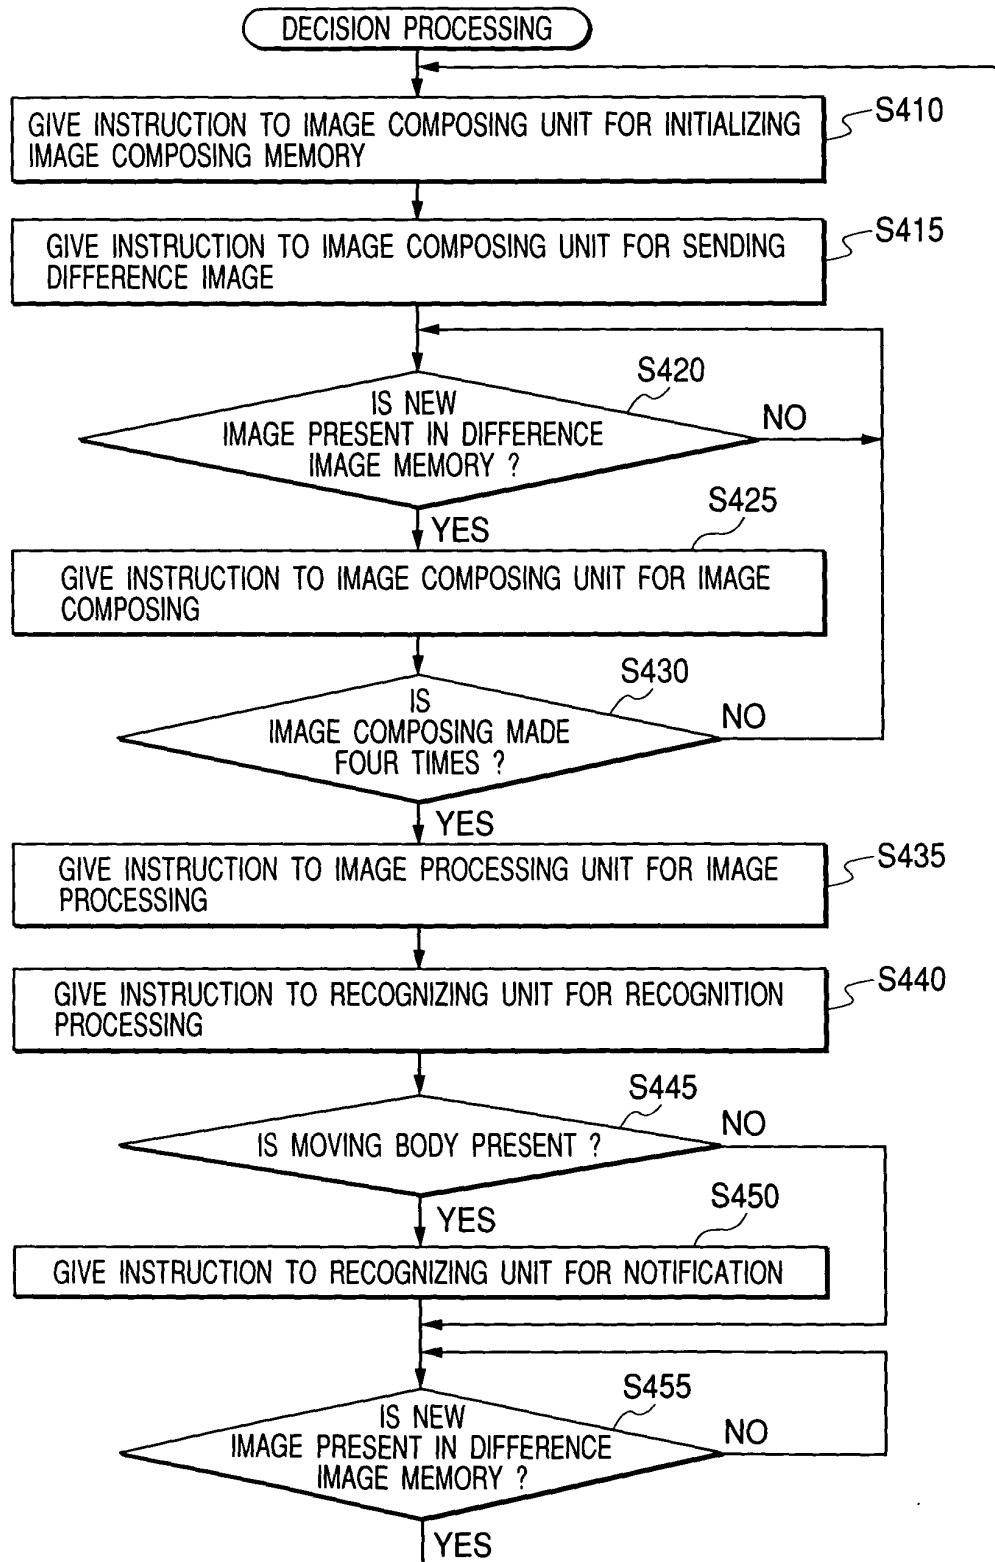 DECISION PROCESSING
GIVE INSTRUCTION TO IMAGE COMPOSING UNIT FOR INITIALIZING
IMAGE COMPOSING MEMORY
S410
GIVE INSTRUCTION TO IMAGE COMPOSING UNIT FOR SENDING
DIFFERENCE IMAGE
S415
S420
IS NEW
IMAGE PRESENT IN DIFFERENCE
IMAGE MEMORY ?
NO
YES
S425
GIVE INSTRUCTION TO IMAGE COMPOSING UNIT FOR IMAGE
COMPOSING
S430
IS
IMAGE COMPOSING MADE
FOUR TIMES ?
NO
YES
GIVE INSTRUCTION TO IMAGE PROCESSING UNIT FOR IMAGE
PROCESSING
S435
GIVE INSTRUCTION TO RECOGNIZING UNIT FOR RECOGNITION
PROCESSING
S440
S445
IS MOVING BODY PRESENT ?
NO
YES
S450
GIVE INSTRUCTION TO RECOGNIZING UNIT FOR NOTIFICATION
S455
IS NEW
IMAGE PRESENT IN DIFFERENCE
IMAGE MEMORY ?
NO
YES